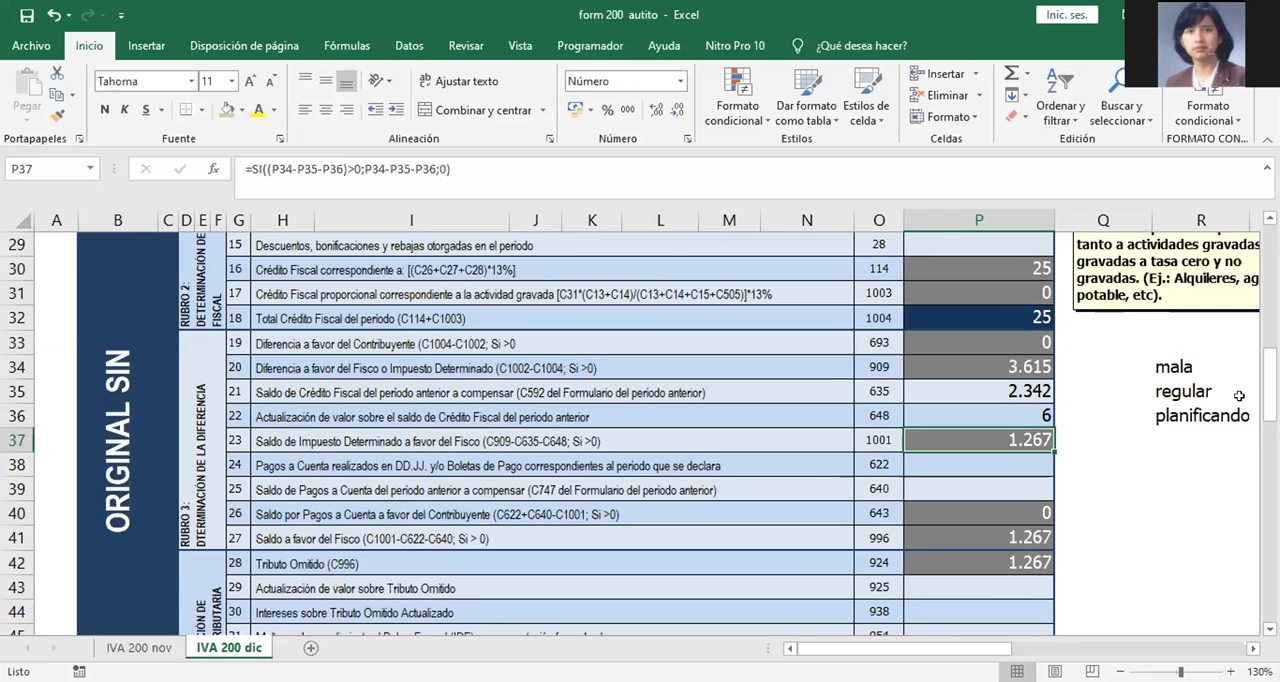 form 200 autito - Excel
Inic. ses.
Archivo Inicio Insertar Disposición de página Fórmulas Datos Revisar Vista Programador Ayuda Nitro Pro 10 ¿Qué desea hacer?
Pegar
Tahoma 11
N K S
Ajustar texto
Combinar y centrar
Número
% 000
Formato condicional
Dar formato como tabla
Estilos de celda
Insertar
Eliminar
Formato
Ordenar y filtrar
Buscar y seleccionar
Formato condicional
Portapapeles Fuente Alineación Número Estilos Celdas Edición FORMATO CON...
P37 fx =SI((P34-P35-P36)>0;P34-P35-P36;0)
A B C D E F G H I J K L M N O P Q R
29 15 Descuentos, bonificaciones y rebajas otorgadas en el periodo 28
30 16 Crédito Fiscal correspondiente a: [(C26+C27+C28)*13%] 114 25
31 17 Crédito Fiscal proporcional correspondiente a la actividad gravada [C31*(C13+C14)/(C13+C14+C15+C505)]*13% 1003 0
32 18 Total Crédito Fiscal del período (C114+C1003) 1004 25
33 19 Diferencia a favor del Contribuyente (C1004-C1002; Si >0 693 0
34 20 Diferencia a favor del Fisco o Impuesto Determinado (C1002-C1004; Si >0) 909 3.615
35 21 Saldo de Crédito Fiscal del periodo anterior a compensar (C592 del Formulario del periodo anterior) 635 2.342
36 22 Actualización de valor sobre el saldo de Crédito Fiscal del periodo anterior 648 6
37 23 Saldo de Impuesto Determinado a favor del Fisco (C909-C635-C648; Si >0) 1001 1.267
38 24 Pagos a Cuenta realizados en DD.JJ. y/o Boletas de Pago correspondientes al periodo que se declara 622
39 25 Saldo de Pagos a Cuenta del período anterior a compensar (C747 del Formulario del periodo anterior) 640
40 26 Saldo por Pagos a Cuenta a favor del Contribuyente (C622+C640-C1001; Si >0) 643 0
41 27 Saldo a favor del Fisco (C1001-C622-C640; Si > 0) 996 1.267
42 28 Tributo Omitido (C996) 924 1.267
43 29 Actualización de valor sobre Tributo Omitido 925
44 30 Intereses sobre Tributo Omitido Actualizado 938
ORIGINAL SIN
RUBRO 2:
DETERMINACIÓN DE
FISCAL
RUBRO 3:
DTERMINACIÓN DE LA DIFERENCIA
tanto a actividades gravadas
gravadas a tasa cero y no
gravadas. (Ej.: Alquileres, ag
potable, etc).
mala
regular
planificando
IVA 200 nov IVA 200 dic
Listo
130%